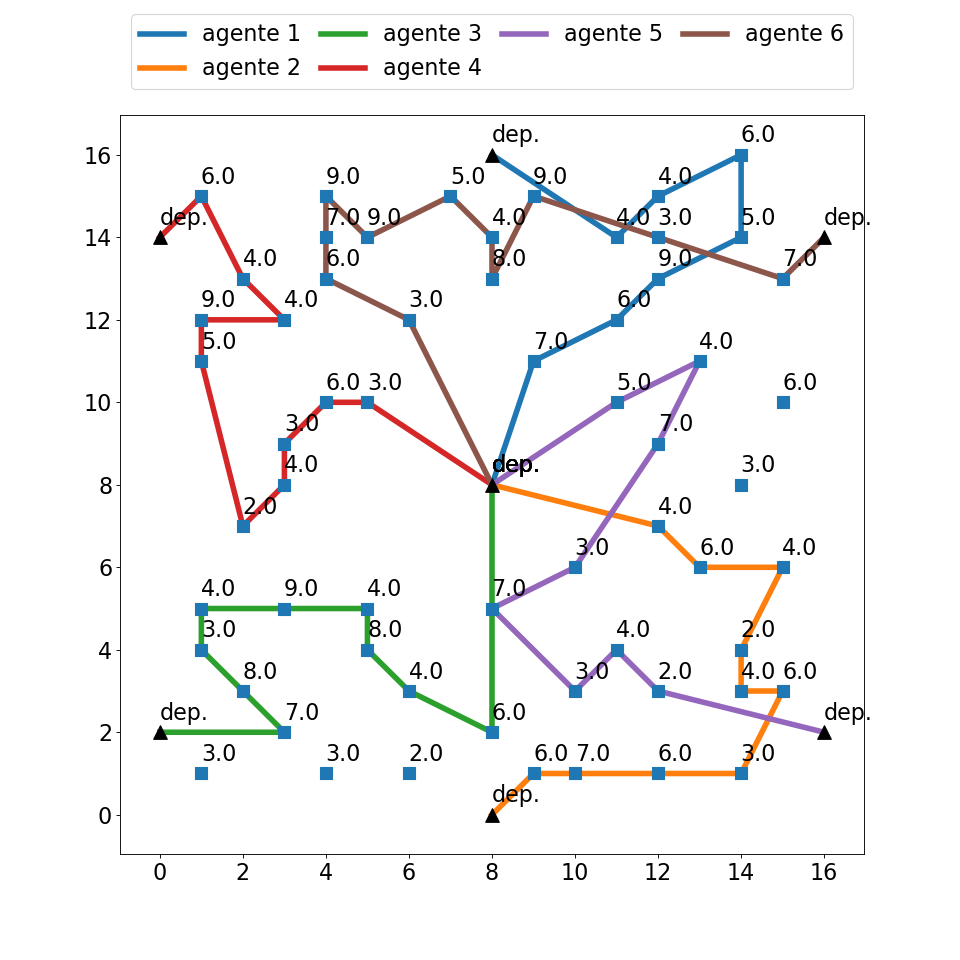 agente 1 agente 3 agente 5 agente 6
agente 2 agente 4
dep. 6.0
16
6.0 9.0 5.0 9.0 4.0
dep. 7.0 9.0 4.0 4.0 3.0 5.0 dep.
14
4.0 6.0 8.0 9.0 7.0
9.0 4.0 3.0 6.0
12
5.0 7.0 4.0
6.0 3.0 5.0 6.0
10
3.0 7.0
4.0 dep. 3.0
8
2.0 4.0
3.0 6.0 4.0
6
4.0 9.0 4.0 7.0
3.0 8.0 4.0 2.0
4
8.0 4.0 3.0 2.0 4.0 6.0
dep. 7.0 6.0 dep.
2
3.0 3.0 2.0 6.0 7.0 6.0 3.0
dep.
0
0 2 4 6 8 10 12 14 16